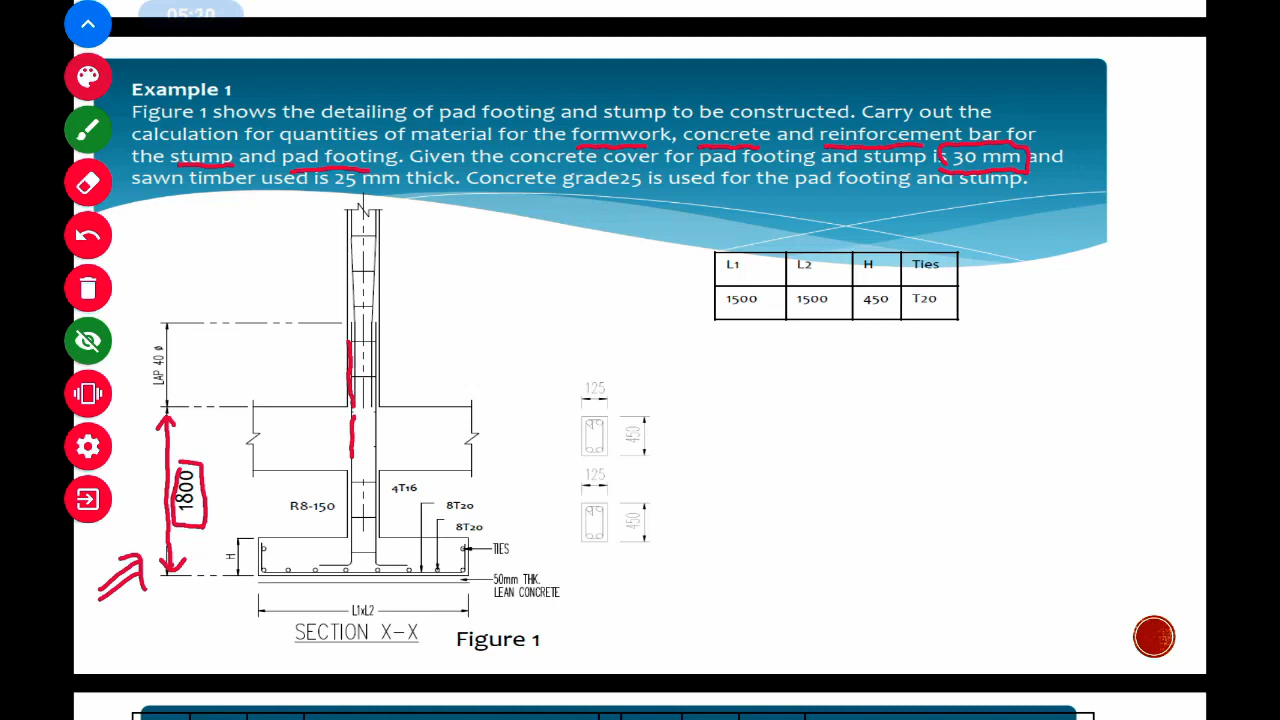 05:20
Example 1
Figure 1 shows the detailing of pad footing and stump to be constructed. Carry out the
calculation for quantities of material for the formwork, concrete and reinforcement bar for
the stump and pad footing. Given the concrete cover for pad footing and stump is 30 mm and
sawn timber used is 25 mm thick. Concrete grade25 is used for the pad footing and stump.
L1 L2 H Ties
1500 1500 450 T20
LAP 40 ø
125
450
1800
4T16
125
R8-150
8T20
450
8T20
H
TIES
50mm THK.
LEAN CONCRETE
L1xL2
SECTION X-X
Figure 1